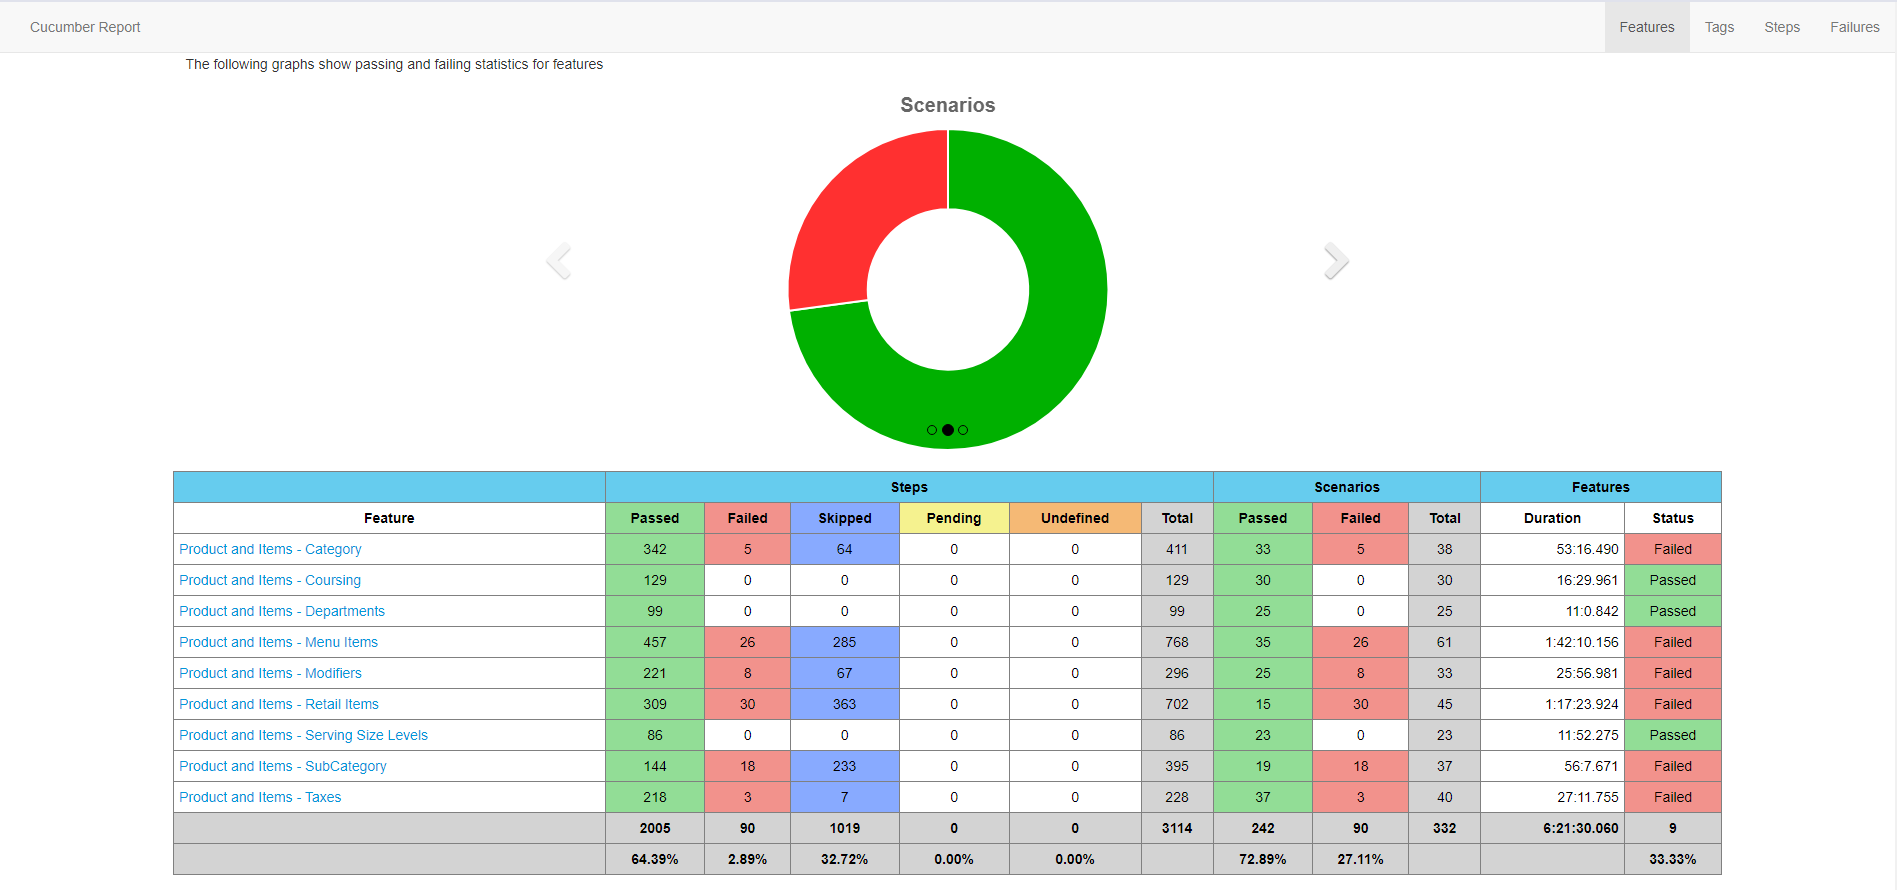 Cucumber Report Features Tags Steps Failures
The following graphs show passing and failing statistics for features
Scenarios
Steps Scenarios Features
Feature Passed Failed Skipped Pending Undefined Total Passed Failed Total Duration Status
Product and Items - Category 342 5 64 0 0 411 33 5 38 53:16.490 Failed
Product and Items - Coursing 129 0 0 0 0 129 30 0 30 16:29.961 Passed
Product and Items - Departments 99 0 0 0 0 99 25 0 25 11:0.842 Passed
Product and Items - Menu Items 457 26 285 0 0 768 35 26 61 1:42:10.156 Failed
Product and Items - Modifiers 221 8 67 0 0 296 25 8 33 25:56.981 Failed
Product and Items - Retail Items 309 30 363 0 0 702 15 30 45 1:17:23.924 Failed
Product and Items - Serving Size Levels 86 0 0 0 0 86 23 0 23 11:52.275 Passed
Product and Items - SubCategory 144 18 233 0 0 395 19 18 37 56:7.671 Failed
Product and Items - Taxes 218 3 7 0 0 228 37 3 40 27:11.755 Failed
2005 90 1019 0 0 3114 242 90 332 6:21:30.060 9
64.39% 2.89% 32.72% 0.00% 0.00% 72.89% 27.11% 33.33%